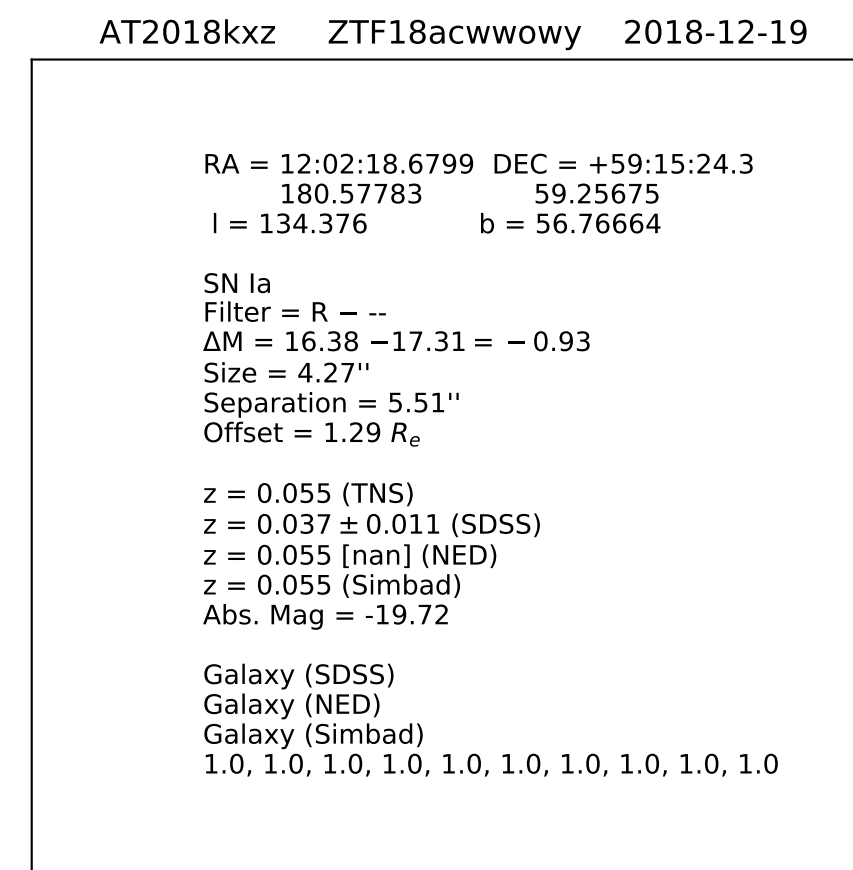 AT2018kxz ZTF18acwwowy 2018-12-19
RA = 12:02:18.6799 DEC = +59:15:24.3
180.57783 59.25675
l = 134.376 b = 56.76664
SN Ia
Filter = R − --
ΔM = 16.38 −17.31 = −0.93
Size = 4.27''
Separation = 5.51''
Offset = 1.29 Re
z = 0.055 (TNS)
z = 0.037 ± 0.011 (SDSS)
z = 0.055 [nan] (NED)
z = 0.055 (Simbad)
Abs. Mag = -19.72
Galaxy (SDSS)
Galaxy (NED)
Galaxy (Simbad)
1.0, 1.0, 1.0, 1.0, 1.0, 1.0, 1.0, 1.0, 1.0, 1.0